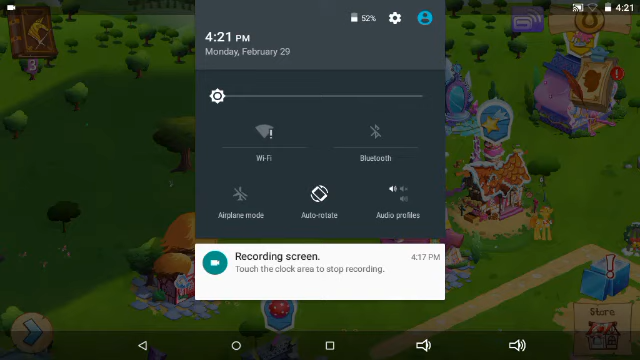 52%
4:21
4:21 PM
Monday, February 29
3
Wi-Fi
Bluetooth
Airplane mode
Auto-rotate
Audio profiles
Recording screen.
4:17 PM
Touch the clock area to stop recording.
Store